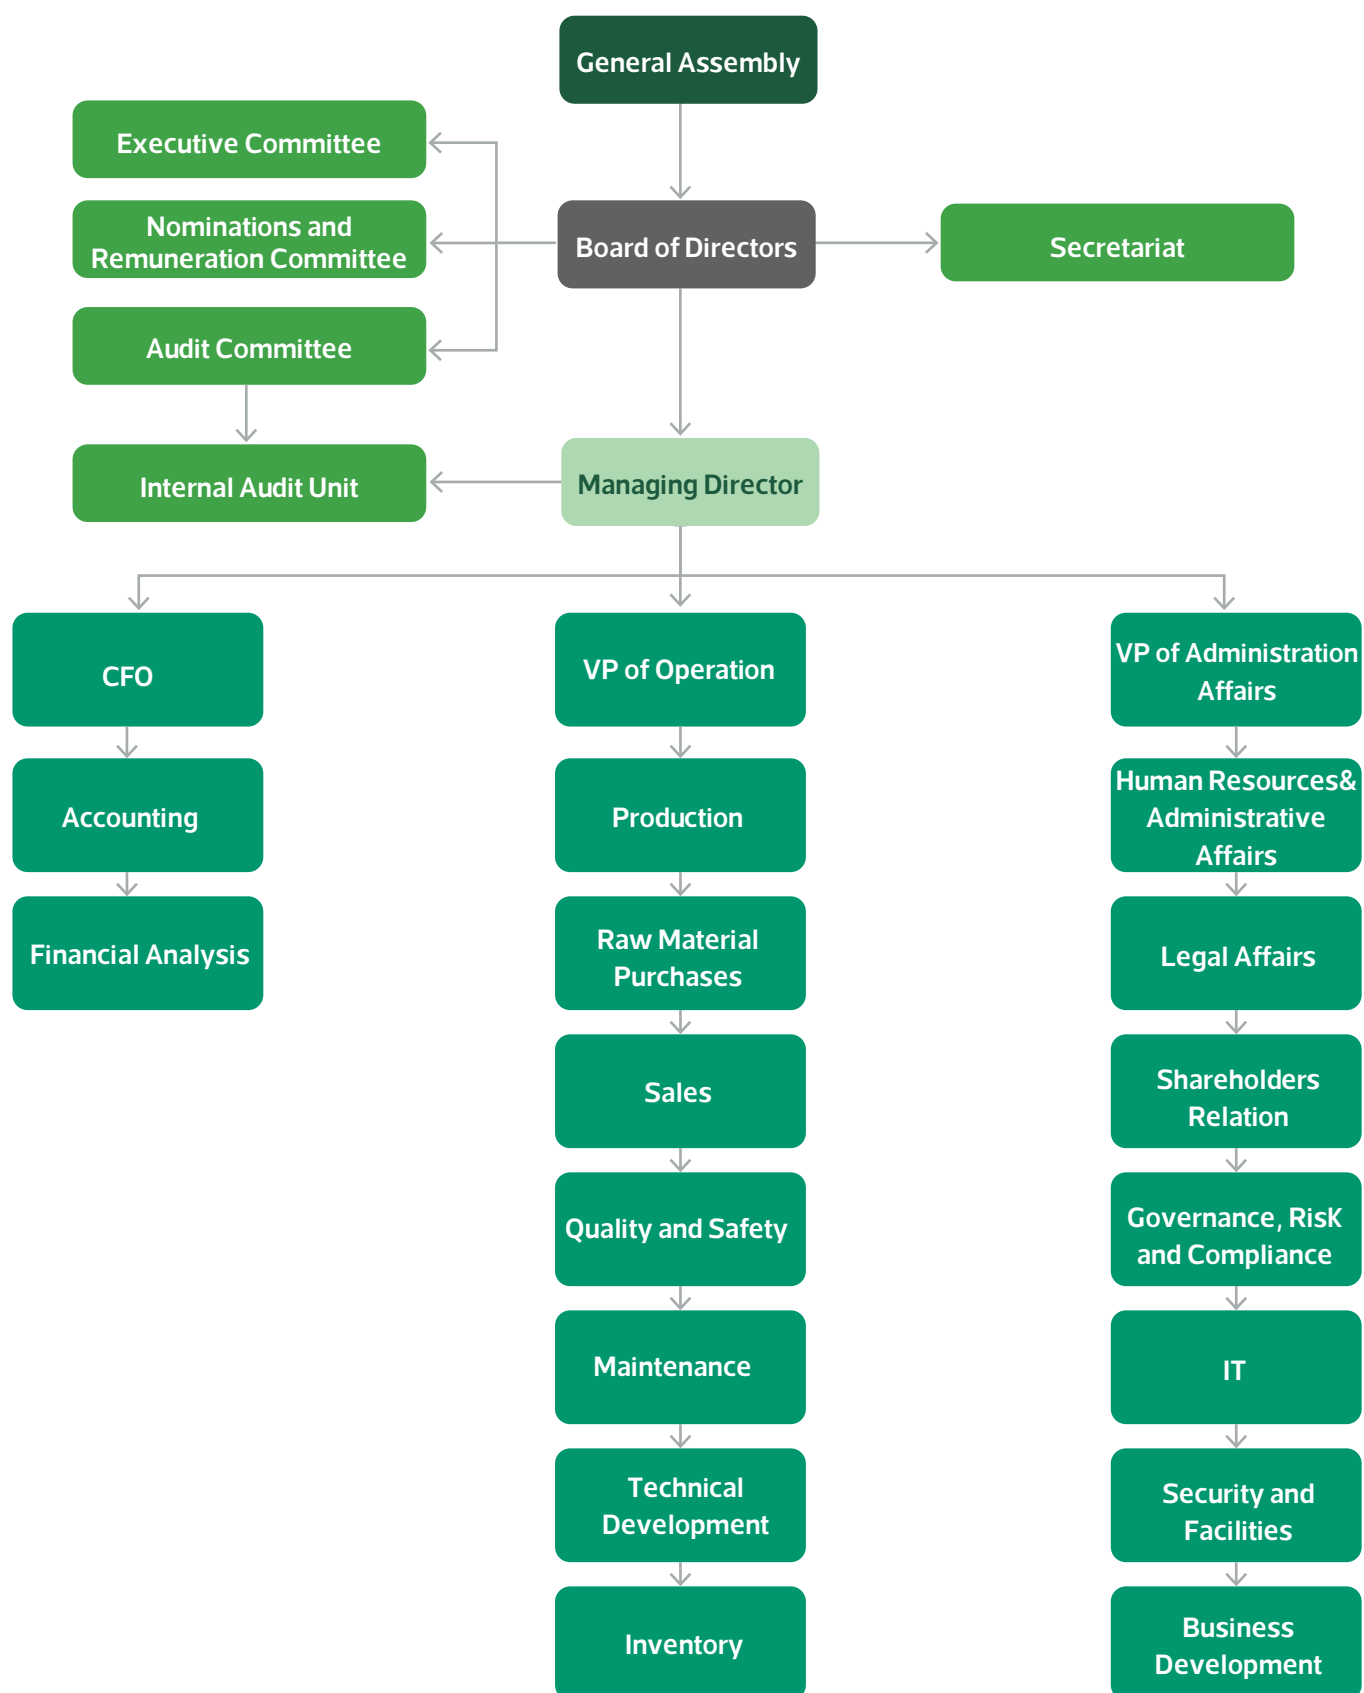 General Assembly
Executive Committee
Nominations and
Remuneration Committee
Board of Directors
Secretariat
Audit Committee
Internal Audit Unit
Managing Director
CFO
Accounting
Financial Analysis
VP of Operation
Production
Raw Material
Purchases
Sales
Quality and Safety
Maintenance
Technical
Development
Inventory
VP of Administration
Affairs
Human Resources&
Administrative
Affairs
Legal Affairs
Shareholders
Relation
Governance, Risk
and Compliance
IT
Security and
Facilities
Business
Development